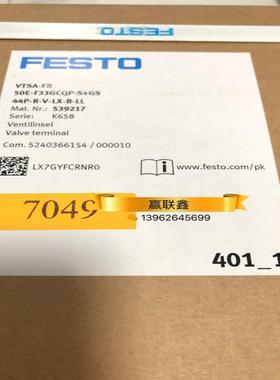 FESTO
FESTO
VTSA-FB
50E-F33GCQP-S+GS
44P-R-V-LX-B-LL
Mat. Nr.: 539217
Serie: K658
Ventilinsel
Valve terminal
Com. 5240366154 / 000010
LX7GYFCRNR0
www.festo.com/pk
7049
赢联鑫
13962645699
401_1